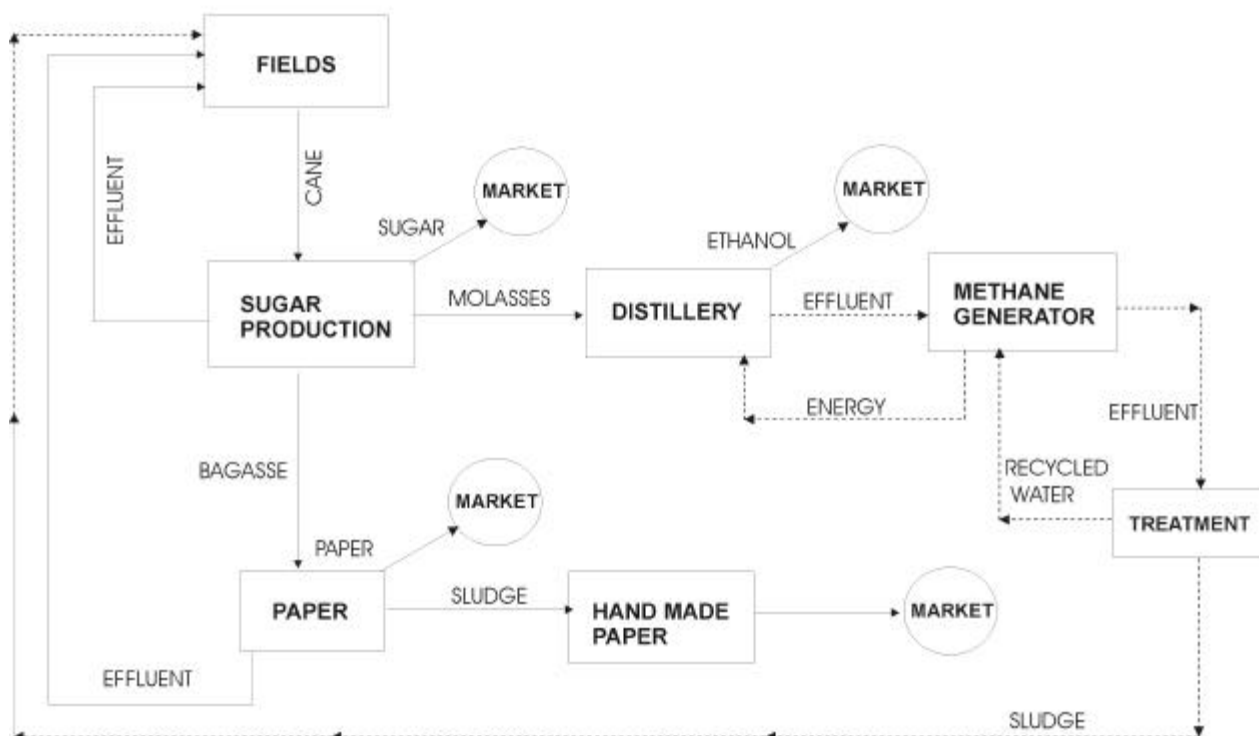 FIELDS
EFFLUENT
CANE
MARKET
MARKET
SUGAR
ETHANOL
SUGAR
PRODUCTION
MOLASSES
DISTILLERY
EFFLUENT
METHANE
GENERATOR
ENERGY
EFFLUENT
BAGASSE
RECYCLED
WATER
MARKET
TREATMENT
PAPER
PAPER
SLUDGE
HAND MADE
PAPER
MARKET
EFFLUENT
SLUDGE